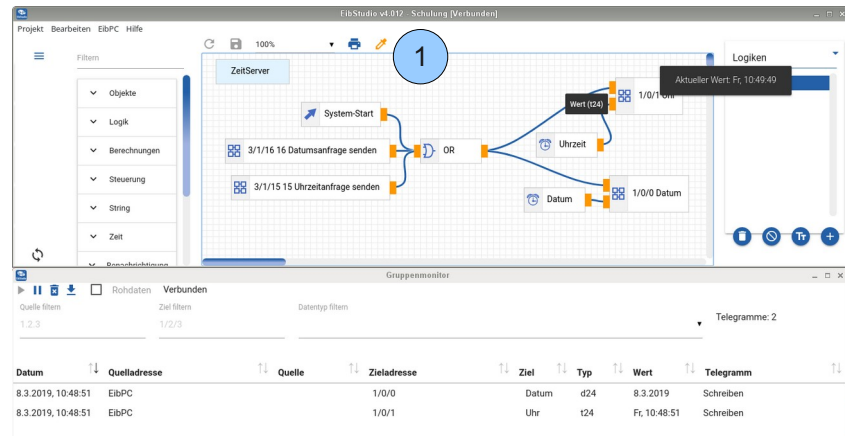 FibStudio v4.012 - Schulung [Verbunden]
Projekt Bearbeiten EibPC Hilfe
Filtern
100%
1
Logiken
ZeitServer
Aktueller Wert: Fr, 10:49:49
Objekte
Logik
Berechnungen
Steuerung
String
Zeit
Benachrichtigung
System-Start
3/1/16 16 Datumsanfrage senden
3/1/15 15 Uhrzeitanfrage senden
OR
Wert (t24)
1/0/1 Uhr
Uhrzeit
Datum
1/0/0 Datum
Tr
Gruppenmonitor
Rohdaten Verbunden
Quelle filtern Ziel filtern Datentyp filtern
1.2.3 1/2/3
Telegramme: 2
Datum Quelladresse Quelle Zieladresse Ziel Typ Wert Telegramm
8.3.2019, 10:48:51 EibPC 1/0/0 Datum d24 8.3.2019 Schreiben
8.3.2019, 10:48:51 EibPC 1/0/1 Uhr t24 Fr, 10:48:51 Schreiben